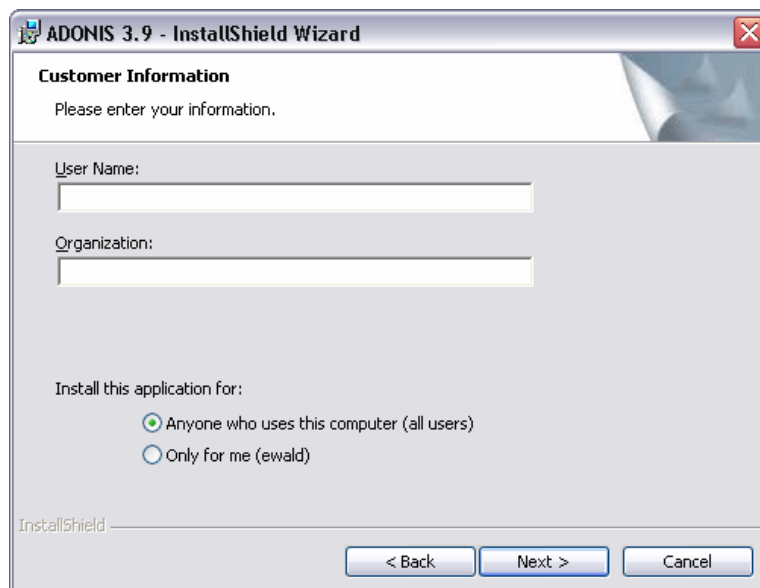 ADONIS 3.9 - InstallShield Wizard
Customer Information
Please enter your information.
User Name:
Organization:
Install this application for:
Anyone who uses this computer (all users)
Only for me (ewald)
InstallShield
< Back Next > Cancel